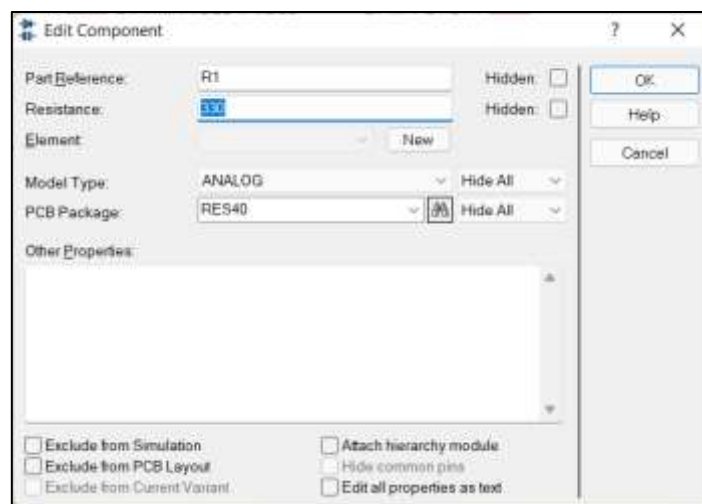 Edit Component ? X
Part Reference: R1 Hidden:
Resistance: 330 Hidden:
Element: New
Model Type: ANALOG Hide All
PCB Package: RES40 Hide All
Other Properties:
OK
Help
Cancel
Exclude from Simulation Attach hierarchy module
Exclude from PCB Layout Hide common pins
Exclude from Current Variant Edit all properties as text